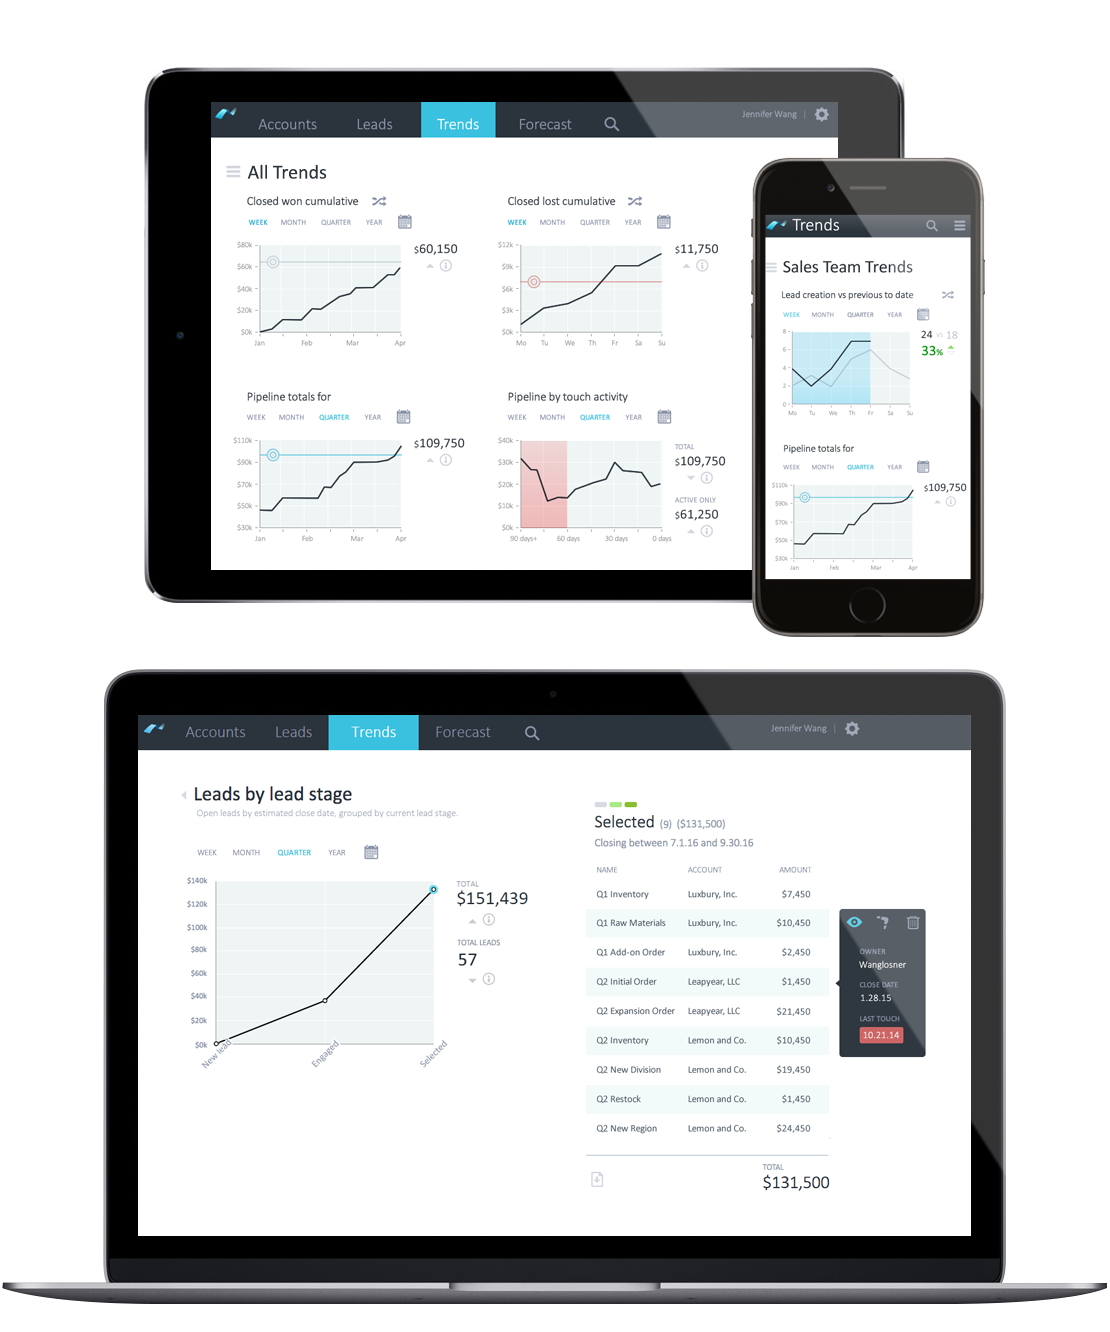 Accounts Leads Trends Forecast Jennifer Wang |
All Trends
Closed won cumulative
WEEK MONTH QUARTER YEAR
$80k
$60k
$40k
$20k
$0k
Jan Feb Mar Apr
$60,150
Closed lost cumulative
WEEK MONTH QUARTER YEAR
$12k
$9k
$6k
$3k
$0k
Mo Tu We Th Fr Sa Su
$11,750
Pipeline totals for
WEEK MONTH QUARTER YEAR
$110k
$90k
$70k
$50k
$30k
Jan Feb Mar Apr
$109,750
Pipeline by touch activity
WEEK MONTH QUARTER YEAR
$40k
$30k
$20k
$10k
$0k
90 days+ 60 days 30 days 0 days
TOTAL
$109,750
ACTIVE ONLY
$61,250
Trends
Sales Team Trends
Lead creation vs previous to date
WEEK MONTH QUARTER YEAR
8
6
4
2
0
Mo Tu We Th Fr Sa Su
24 vs 18
33%
Pipeline totals for
WEEK MONTH QUARTER YEAR
$110k
$90k
$70k
$50k
$30k
Jan Feb Mar Apr
$109,750
Accounts Leads Trends Forecast Jennifer Wang |
Leads by lead stage
Open leads by estimated close date, grouped by current lead stage.
WEEK MONTH QUARTER YEAR
$140k
$120k
$100k
$80k
$60k
$40k
$20k
$0k
New lead Engaged Selected
TOTAL
$151,439
TOTAL LEADS
57
Selected (9) ($131,500)
Closing between 7.1.16 and 9.30.16
NAME ACCOUNT AMOUNT
Q1 Inventory Luxbury, Inc. $7,450
Q1 Raw Materials Luxbury, Inc. $10,450
Q1 Add-on Order Luxbury, Inc. $2,450
Q2 Initial Order Leapyear, LLC $1,450
Q2 Expansion Order Leapyear, LLC $21,450
Q2 Inventory Lemon and Co. $10,450
Q2 New Division Lemon and Co. $19,450
Q2 Restock Lemon and Co. $1,450
Q2 New Region Lemon and Co. $24,450
TOTAL
$131,500
OWNER
Wanglosner
CLOSE DATE
1.28.15
LAST TOUCH
10.21.14